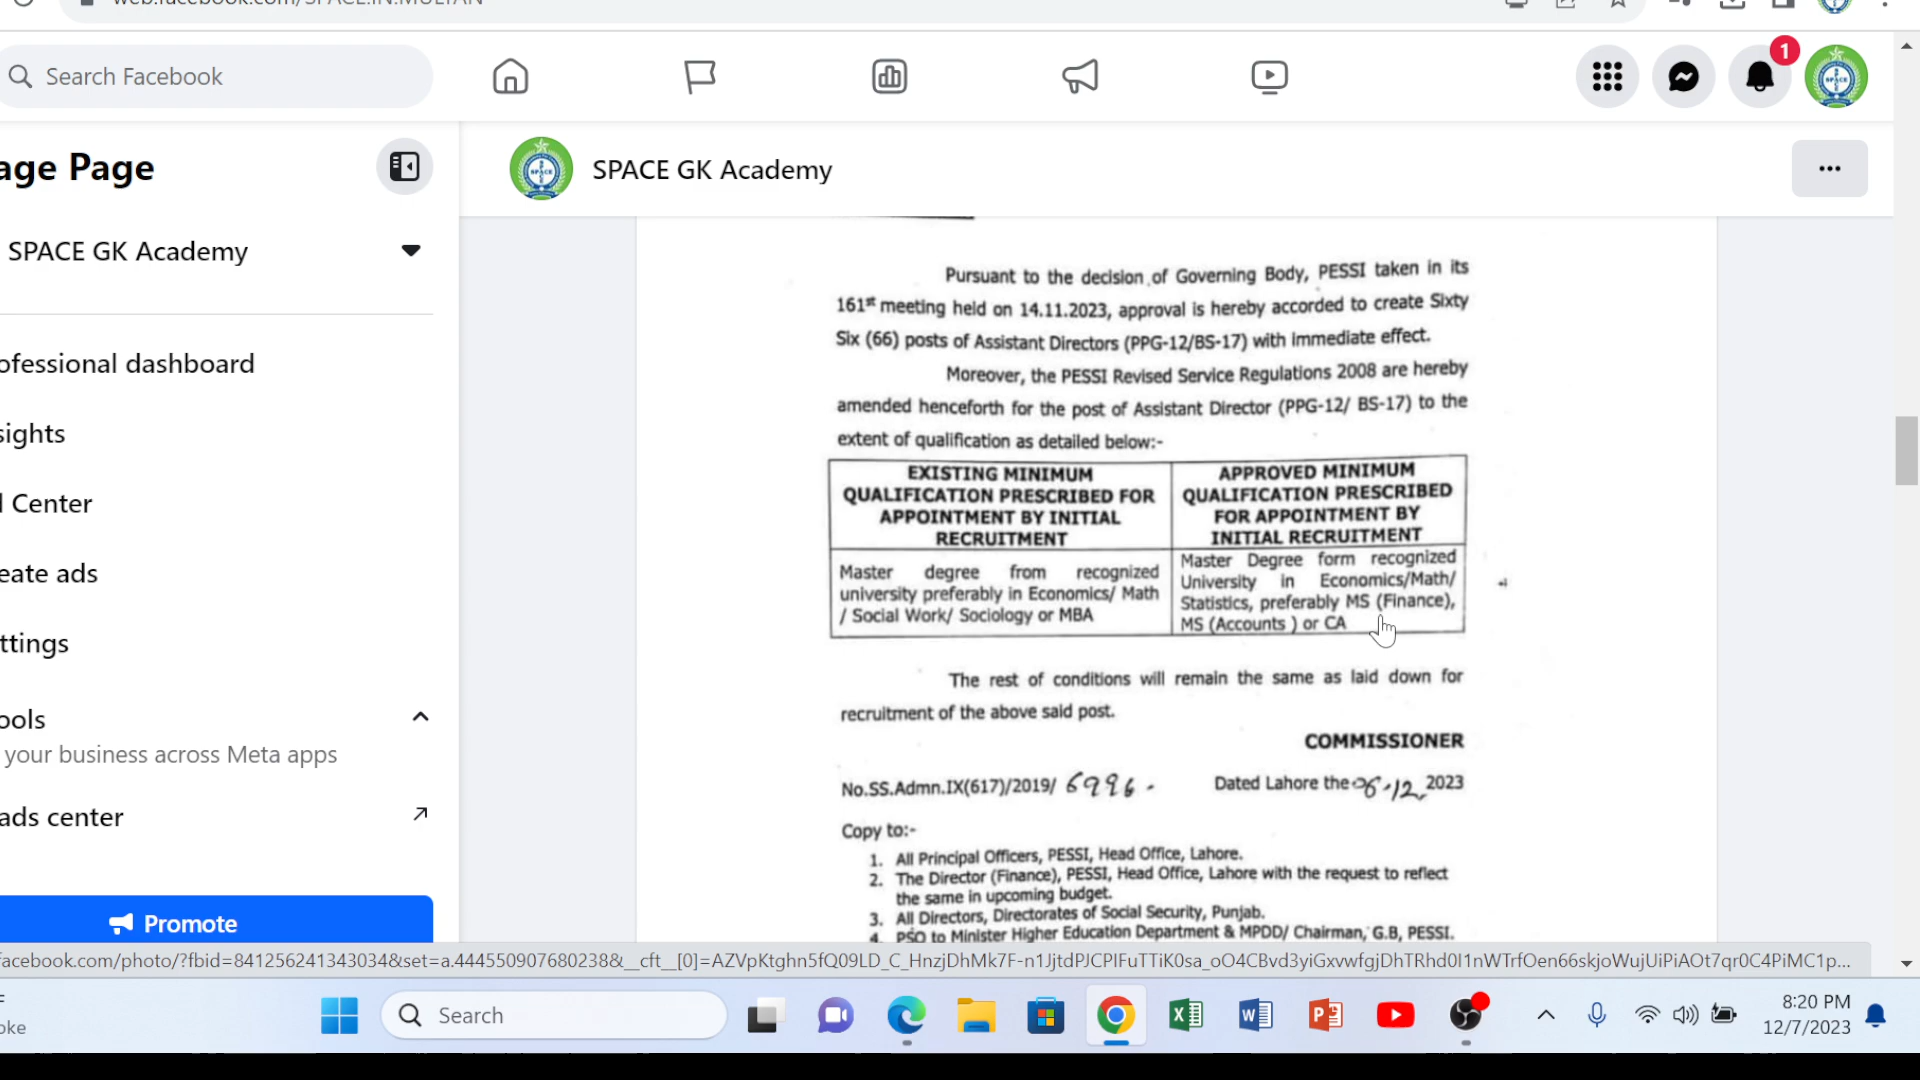 Search Facebook
1
age Page
SPACE GK Academy
SPACE GK Academy
ofessional dashboard
sights
l Center
eate ads
ttings
ools
your business across Meta apps
ads center
Promote
Pursuant to the decision of Governing Body, PESSI taken in its
161st meeting held on 14.11.2023, approval is hereby accorded to create Sixty
Six (66) posts of Assistant Directors (PPG-12/BS-17) with immediate effect.
Moreover, the PESSI Revised Service Regulations 2008 are hereby
amended henceforth for the post of Assistant Director (PPG-12/ BS-17) to the
extent of qualification as detailed below:-
EXISTING MINIMUM
QUALIFICATION PRESCRIBED FOR
APPOINTMENT BY INITIAL
RECRUITMENT
APPROVED MINIMUM
QUALIFICATION PRESCRIBED
FOR APPOINTMENT BY
INITIAL RECRUITMENT
Master degree from recognized
university preferably in Economics/ Math
/ Social Work/ Sociology or MBA
Master Degree form recognized
University in Economics/Math/
Statistics, preferably MS (Finance),
MS (Accounts ) or CA
The rest of conditions will remain the same as laid down for
recruitment of the above said post.
COMMISSIONER
No.SS.Admn.IX(617)/2019/ 6996 -
Dated Lahore the 06-12, 2023
Copy to:-
1. All Principal Officers, PESSI, Head Office, Lahore.
2. The Director (Finance), PESSI, Head Office, Lahore with the request to reflect
the same in upcoming budget.
3. All Directors, Directorates of Social Security, Punjab.
4. PSO to Minister Higher Education Department & MPDD/ Chairman, G.B, PESSI.
Search
8:20 PM
12/7/2023